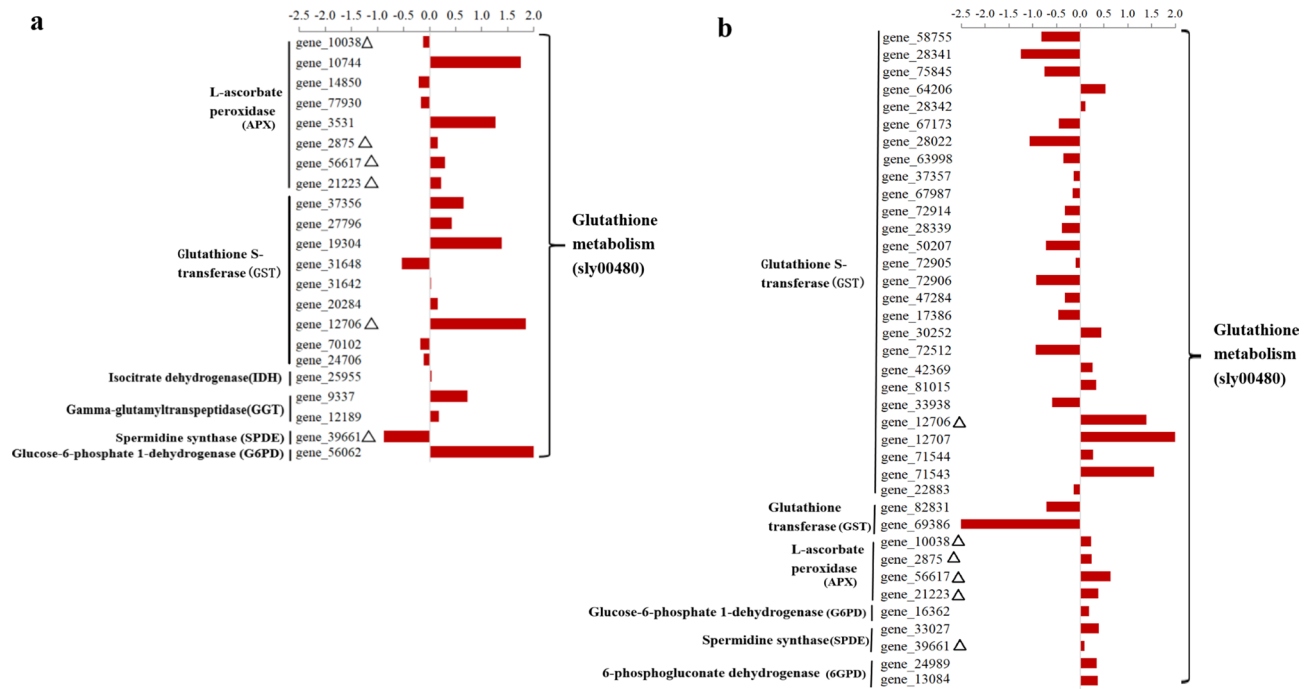 a
-2.5 -2.0 -1.5 -1.0 -0.5 0.0 0.5 1.0 1.5 2.0
L-ascorbate
peroxidase
(APX)
gene_10038 △
gene_10744
gene_14850
gene_77930
gene_3531
gene_2875 △
gene_56617 △
gene_21223 △
Glutathione S-
transferase (GST)
gene_37356
gene_27796
gene_19304
gene_31648
gene_31642
gene_20284
gene_12706 △
gene_70102
gene_24706
Isocitrate dehydrogenase(IDH)
gene_25955
Gamma-glutamyltranspeptidase(GGT)
gene_9337
gene_12189
Spermidine synthase (SPDE)
gene_39661 △
Glucose-6-phosphate 1-dehydrogenase (G6PD)
gene_56062
Glutathione
metabolism
(sly00480)
b
-2.5 -2.0 -1.5 -1.0 -0.5 0.0 0.5 1.0 1.5 2.0
Glutathione S-
transferase (GST)
gene_58755
gene_28341
gene_75845
gene_64206
gene_28342
gene_67173
gene_28022
gene_63998
gene_37357
gene_67987
gene_72914
gene_28339
gene_50207
gene_72905
gene_72906
gene_47284
gene_17386
gene_30252
gene_72512
gene_42369
gene_81015
gene_33938
gene_12706 △
gene_12707
gene_71544
gene_71543
gene_22883
Glutathione
transferase (GST)
gene_82831
gene_69386
L-ascorbate
peroxidase
(APX)
gene_10038 △
gene_2875 △
gene_56617 △
gene_21223 △
Glucose-6-phosphate 1-dehydrogenase (G6PD)
gene_16362
Spermidine synthase(SPDE)
gene_33027
gene_39661 △
6-phosphogluconate dehydrogenase (6GPD)
gene_24989
gene_13084
Glutathione
metabolism
(sly00480)